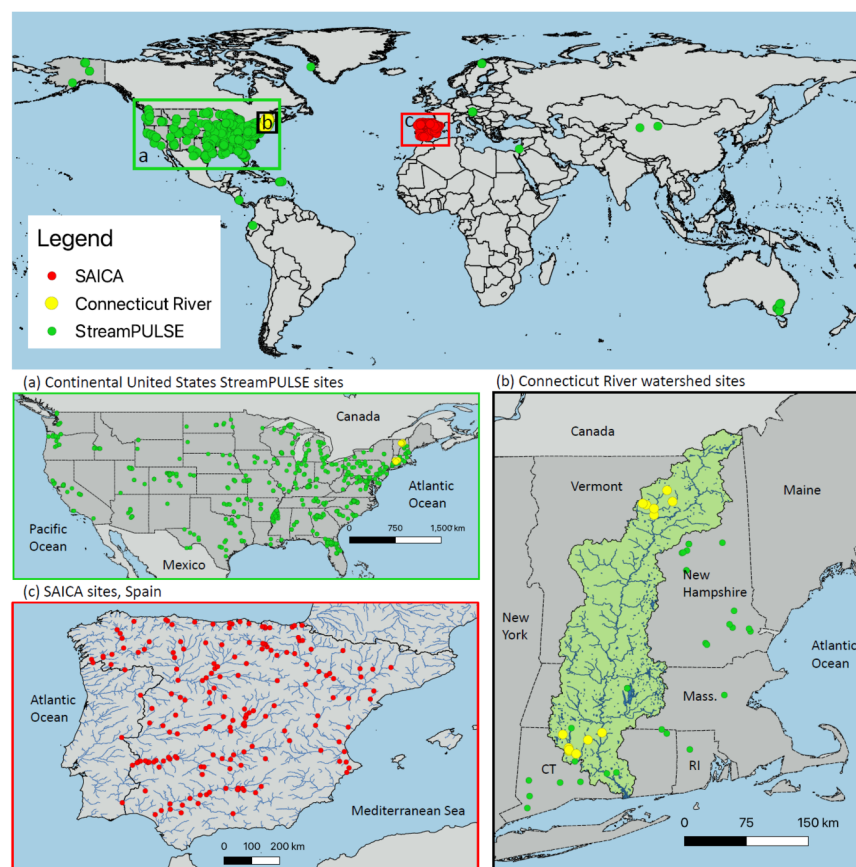 a
b
c
Legend
SAICA
Connecticut River
StreamPULSE
(a) Continental United States StreamPULSE sites
Canada
Atlantic
Ocean
Pacific
Ocean
Mexico
0 750 1,500 km
(b) Connecticut River watershed sites
Canada
Vermont
Maine
New
Hampshire
New
York
Atlantic
Ocean
Mass.
CT
RI
0 75 150 km
(c) SAICA sites, Spain
Atlantic
Ocean
Mediterranean Sea
0 100 200 km